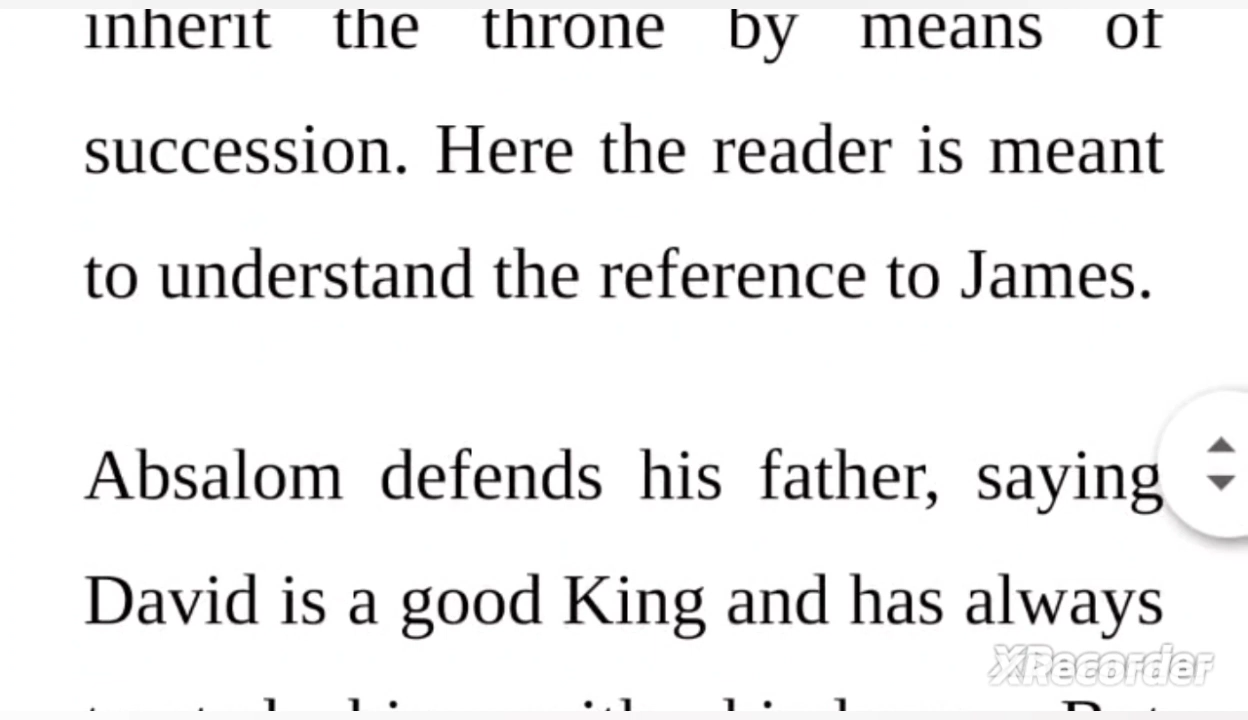 inherit the throne by means of
succession. Here the reader is meant
to understand the reference to James.
Absalom defends his father, saying
David is a good King and has always
XRecorder